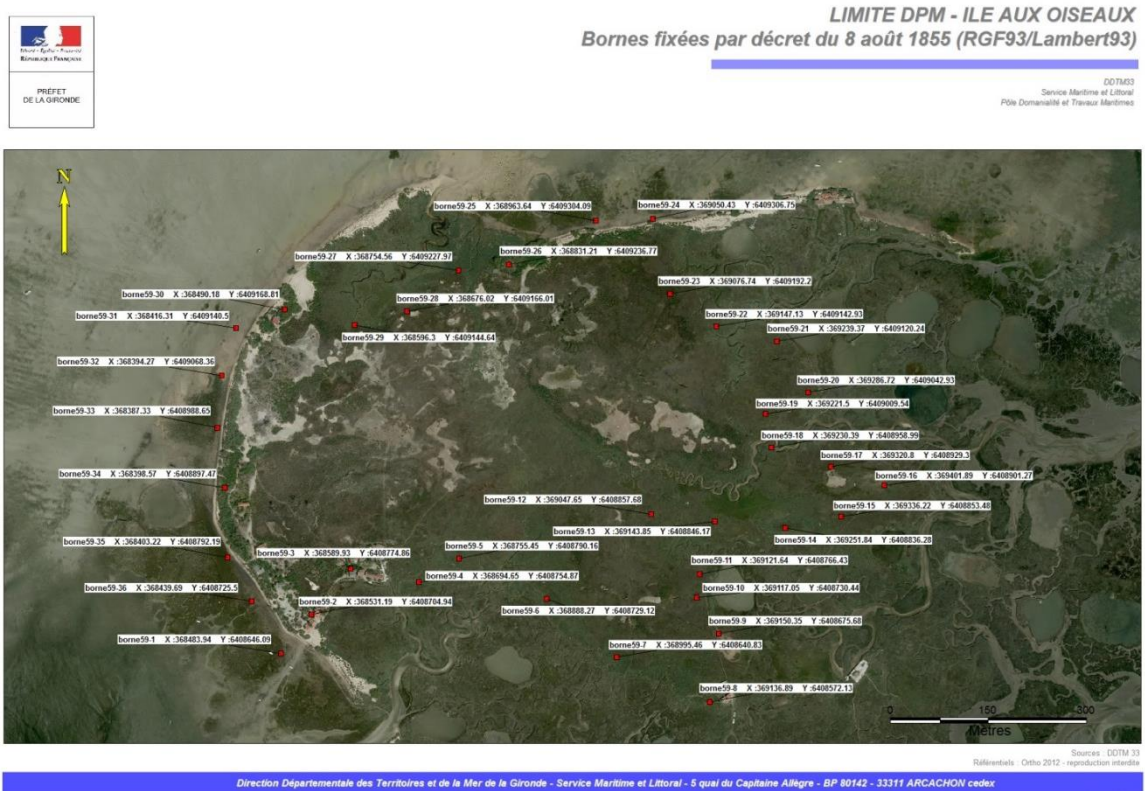 LIMITE DPM - ILE AUX OISEAUX
Bornes fixées par décret du 8 août 1855 (RGF93/Lambert93)
Liberté • Égalité • Fraternité
RÉPUBLIQUE FRANÇAISE
PRÉFET
DE LA GIRONDE
DDTM33
Service Maritime et Littoral
Pôle Domanialité et Travaux Maritimes
N
borne59-25 X :368963.64 Y :6409304.09
borne59-24 X :369050.43 Y :6409306.75
borne59-26 X :368831.21 Y :6409236.77
borne59-27 X :368754.56 Y :6409227.97
borne59-23 X :369076.74 Y :6409192.2
borne59-30 X :368490.18 Y :6409168.81
borne59-28 X :368676.02 Y :6409166.01
borne59-31 X :368416.31 Y :6409140.5
borne59-22 X :369147.13 Y :6409142.93
borne59-21 X :369239.37 Y :6409120.24
borne59-29 X :368596.3 Y :6409144.64
borne59-32 X :368394.27 Y :6409068.36
borne59-20 X :369286.72 Y :6409042.93
borne59-19 X :369221.5 Y :6409009.54
borne59-33 X :368387.33 Y :6408988.65
borne59-18 X :369230.39 Y :6408958.99
borne59-17 X :369320.8 Y :6408929.3
borne59-34 X :368398.57 Y :6408897.47
borne59-16 X :369401.89 Y :6408901.27
borne59-12 X :369047.65 Y :6408857.68
borne59-15 X :369336.22 Y :6408853.48
borne59-13 X :369143.85 Y :6408846.17
borne59-14 X :369251.84 Y :6408836.28
borne59-35 X :368403.22 Y :6408792.19
borne59-5 X :368755.45 Y :6408790.16
borne59-3 X :368589.93 Y :6408774.86
borne59-11 X :369121.64 Y :6408766.43
borne59-4 X :368694.65 Y :6408754.87
borne59-36 X :368439.69 Y :6408725.5
borne59-10 X :369117.05 Y :6408730.44
borne59-2 X :368531.19 Y :6408704.94
borne59-6 X :368888.27 Y :6408729.12
borne59-9 X :369150.35 Y :6408675.68
borne59-1 X :368483.94 Y :6408646.09
borne59-7 X :368995.46 Y :6408640.83
borne59-8 X :369136.89 Y :6408572.13
0 150 300
Mètres
Sources : DDTM 33
Référentiels : Ortho 2012 - reproduction interdite
Direction Départementale des Territoires et de la Mer de la Gironde - Service Maritime et Littoral - 5 quai du Capitaine Allègre - BP 80142 - 33311 ARCACHON cedex